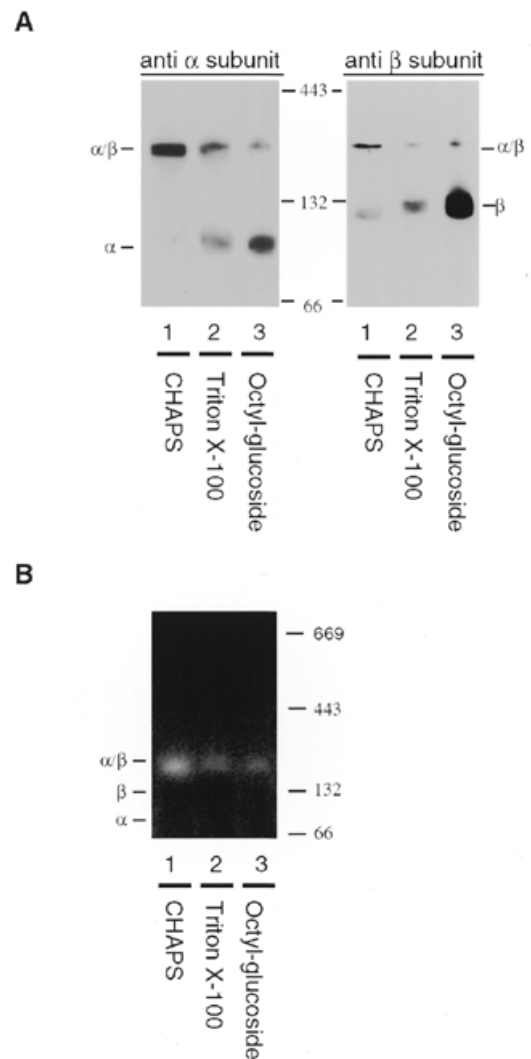 A
anti α subunit
anti β subunit
443
α/β
α/β
132
β
α
66
1 2 3
1 2 3
CHAPS
Triton X-100
Octyl-glucoside
CHAPS
Triton X-100
Octyl-glucoside
B
669
443
α/β
β
132
α
66
1 2 3
CHAPS
Triton X-100
Octyl-glucoside